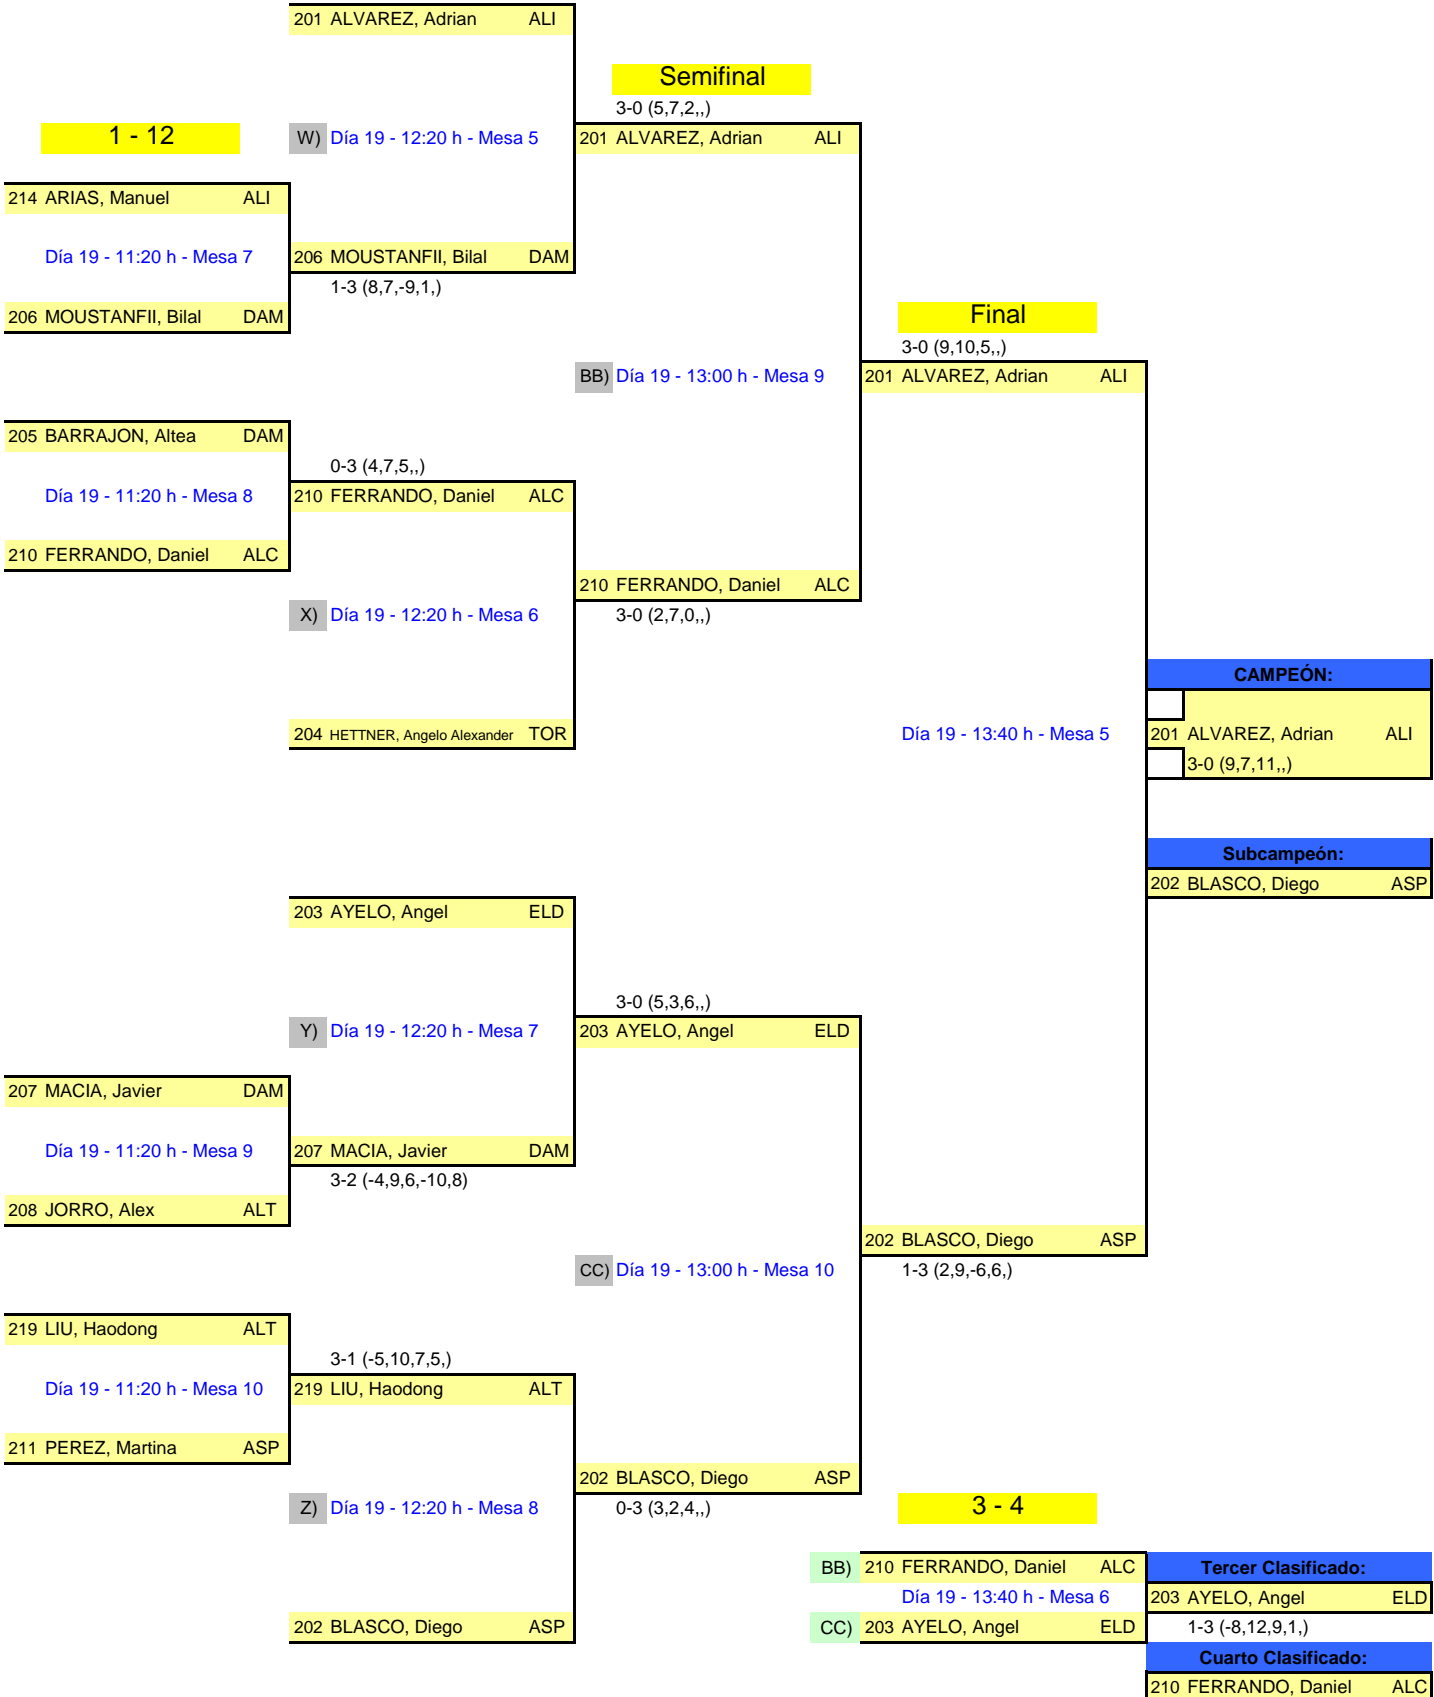 201 ALVAREZ, Adrian ALI
Semifinal
3-0 (5,7,2,,)
1 - 12
W) Día 19 - 12:20 h - Mesa 5
201 ALVAREZ, Adrian ALI
214 ARIAS, Manuel ALI
Día 19 - 11:20 h - Mesa 7
206 MOUSTANFII, Bilal DAM
1-3 (8,7,-9,1,)
206 MOUSTANFII, Bilal DAM
Final
3-0 (9,10,5,,)
BB) Día 19 - 13:00 h - Mesa 9
201 ALVAREZ, Adrian ALI
205 BARRAJON, Altea DAM
0-3 (4,7,5,,)
Día 19 - 11:20 h - Mesa 8
210 FERRANDO, Daniel ALC
210 FERRANDO, Daniel ALC
210 FERRANDO, Daniel ALC
X) Día 19 - 12:20 h - Mesa 6
3-0 (2,7,0,,)
CAMPEÓN:
204 HETTNER, Angelo Alexander TOR
Día 19 - 13:40 h - Mesa 5
201 ALVAREZ, Adrian ALI
3-0 (9,7,11,,)
Subcampeón:
202 BLASCO, Diego ASP
203 AYELO, Angel ELD
3-0 (5,3,6,,)
Y) Día 19 - 12:20 h - Mesa 7
203 AYELO, Angel ELD
207 MACIA, Javier DAM
Día 19 - 11:20 h - Mesa 9
207 MACIA, Javier DAM
3-2 (-4,9,6,-10,8)
208 JORRO, Alex ALT
202 BLASCO, Diego ASP
CC) Día 19 - 13:00 h - Mesa 10
1-3 (2,9,-6,6,)
219 LIU, Haodong ALT
3-1 (-5,10,7,5,)
Día 19 - 11:20 h - Mesa 10
219 LIU, Haodong ALT
211 PEREZ, Martina ASP
202 BLASCO, Diego ASP
Z) Día 19 - 12:20 h - Mesa 8
0-3 (3,2,4,,)
3 - 4
BB) 210 FERRANDO, Daniel ALC
Tercer Clasificado:
Día 19 - 13:40 h - Mesa 6
203 AYELO, Angel ELD
202 BLASCO, Diego ASP
CC) 203 AYELO, Angel ELD
1-3 (-8,12,9,1,)
Cuarto Clasificado:
210 FERRANDO, Daniel ALC